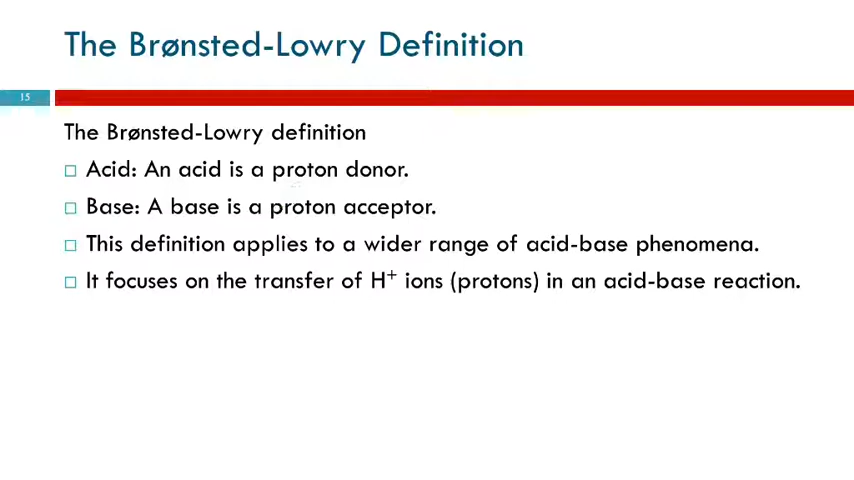 The Brønsted-Lowry Definition
15
The Brønsted-Lowry definition
Acid: An acid is a proton donor.
Base: A base is a proton acceptor.
This definition applies to a wider range of acid-base phenomena.
It focuses on the transfer of H⁺ ions (protons) in an acid-base reaction.